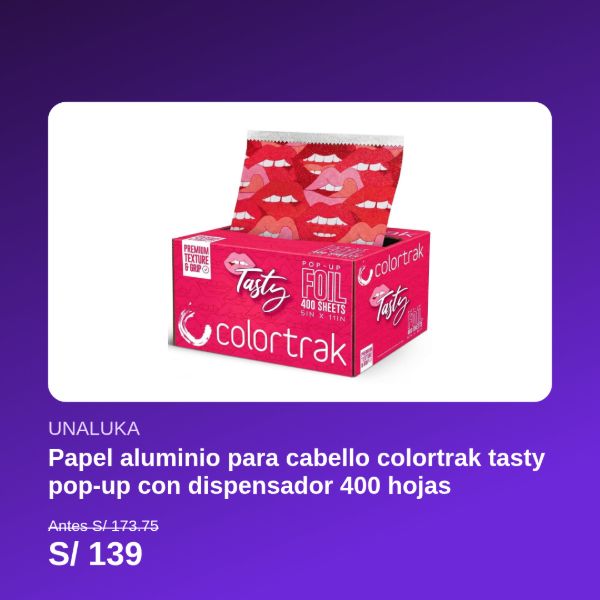 PREMIUM
TEXTURE
& GRIP
Tasty
POP-UP
FOIL
400 SHEETS
5IN X 11IN
colortrak
colortrak
Tasty
FOIL
UNALUKA
Papel aluminio para cabello colortrak tasty
pop-up con dispensador 400 hojas
Antes S/ 173.75
S/ 139